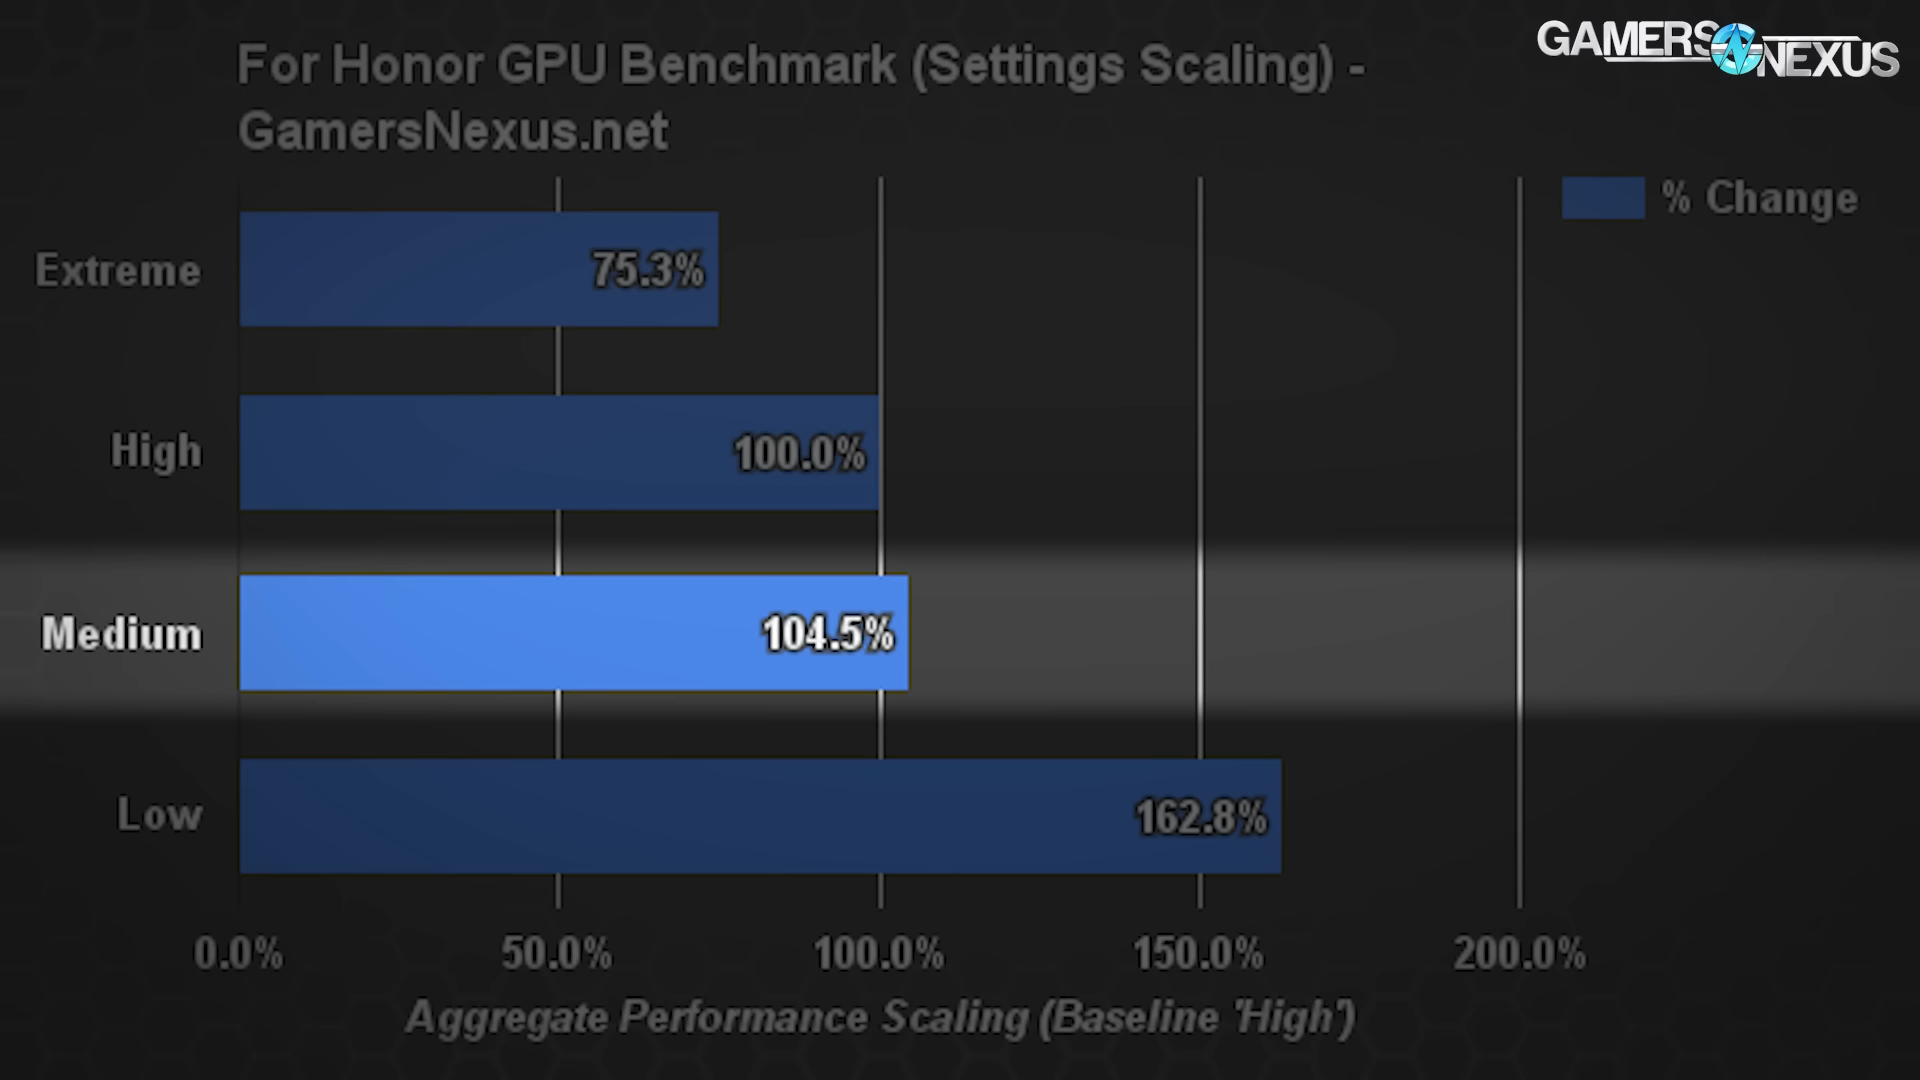 GAMERS NEXUS
For Honor GPU Benchmark (Settings Scaling) -
GamersNexus.net
% Change
Extreme
75.3%
High
100.0%
Medium
104.5%
Low
162.8%
0.0%
50.0%
100.0%
150.0%
200.0%
Aggregate Performance Scaling (Baseline 'High')